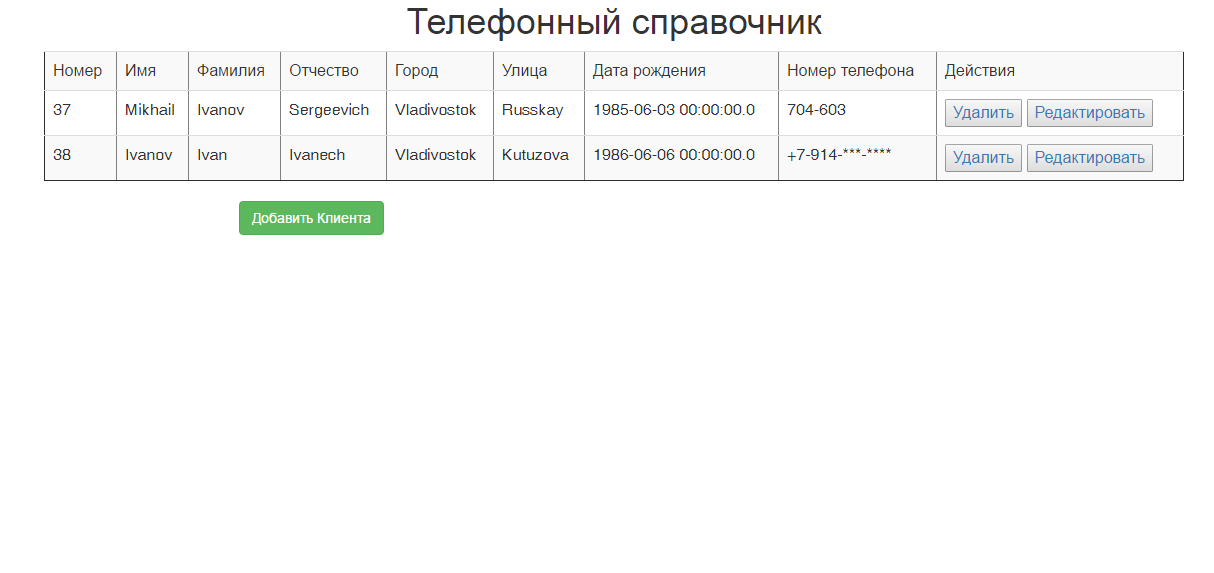 Телефонный справочник
Номер Имя Фамилия Отчество Город Улица Дата рождения Номер телефона Действия
37 Mikhail Ivanov Sergeevich Vladivostok Russkay 1985-06-03 00:00:00.0 704-603 Удалить Редактировать
38 Ivanov Ivan Ivanech Vladivostok Kutuzova 1986-06-06 00:00:00.0 +7-914-***-**** Удалить Редактировать
Добавить Клиента